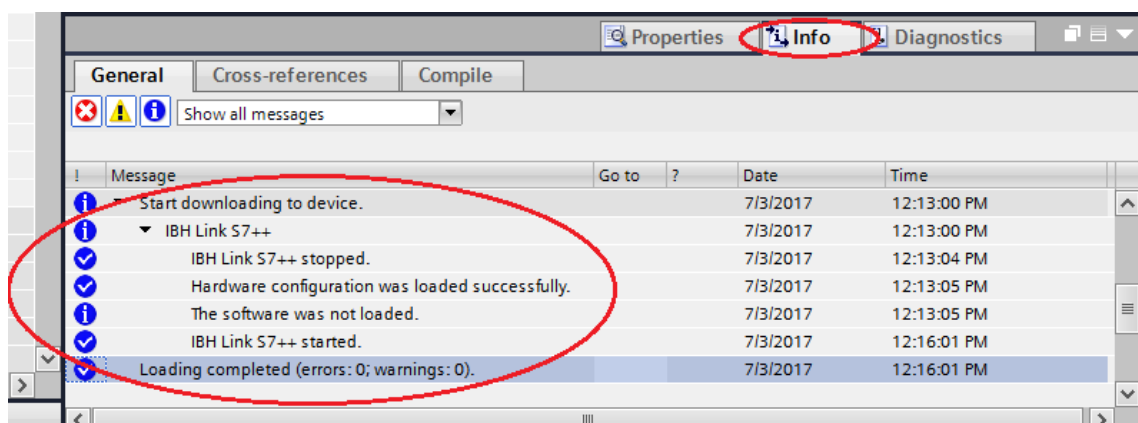 Properties Info Diagnostics
General Cross-references Compile
Show all messages
! Message Go to ? Date Time
Start downloading to device. 7/3/2017 12:13:00 PM
IBH Link S7++ 7/3/2017 12:13:00 PM
IBH Link S7++ stopped. 7/3/2017 12:13:04 PM
Hardware configuration was loaded successfully. 7/3/2017 12:13:05 PM
The software was not loaded. 7/3/2017 12:13:05 PM
IBH Link S7++ started. 7/3/2017 12:16:01 PM
Loading completed (errors: 0; warnings: 0). 7/3/2017 12:16:01 PM